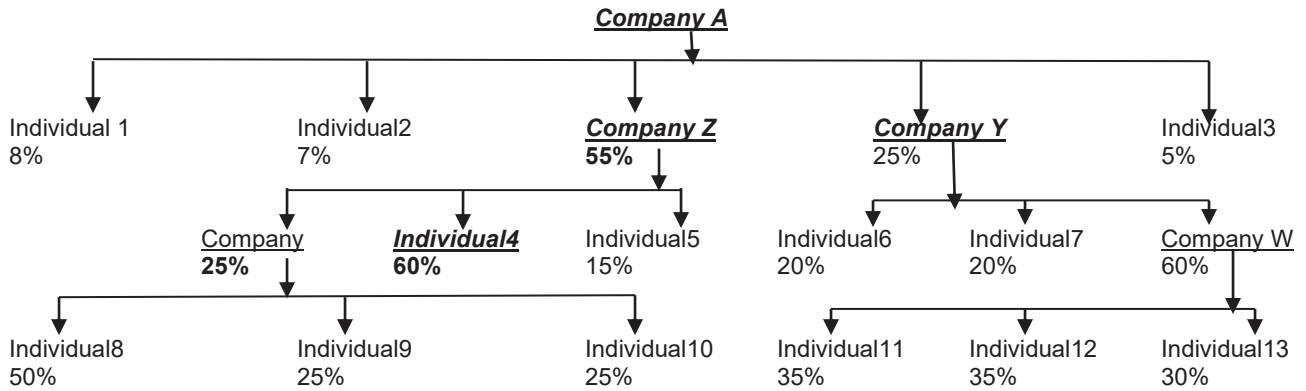 Company A
Individual 1 Individual2 Company Z Company Y Individual3
8% 7% 55% 25% 5%
Company Individual4 Individual5 Individual6 Individual7 Company W
25% 60% 15% 20% 20% 60%
Individual8 Individual9 Individual10 Individual11 Individual12 Individual13
50% 25% 25% 35% 35% 30%